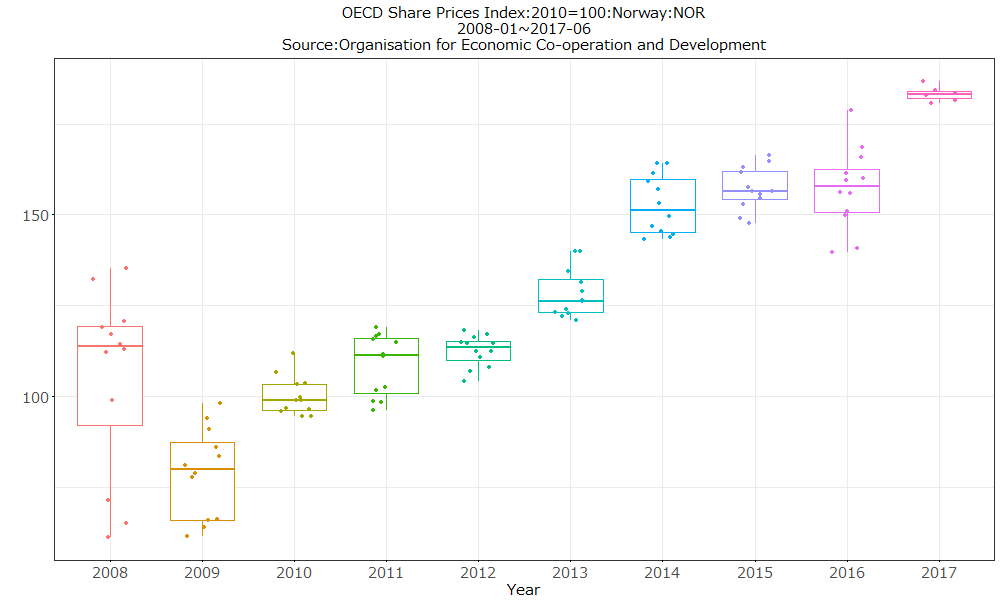 OECD Share Prices Index:2010=100:Norway:NOR
2008-01~2017-06
Source:Organisation for Economic Co-operation and Development
150
100
2008 2009 2010 2011 2012 2013 2014 2015 2016 2017
Year